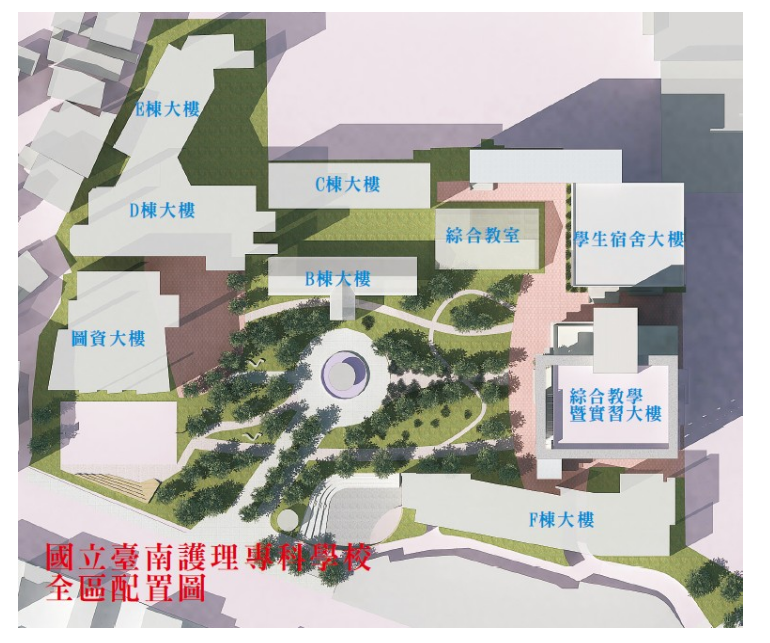 E棟大樓
C棟大樓
D棟大樓
綜合教室
學生宿舍大樓
B棟大樓
圖資大樓
綜合教學
暨實習大樓
F棟大樓
國立臺南護理專科學校
全區配置圖